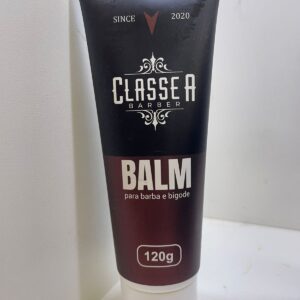 SINCE 2020
CLASSE A
BARBER
BALM
para barba e bigode
120g